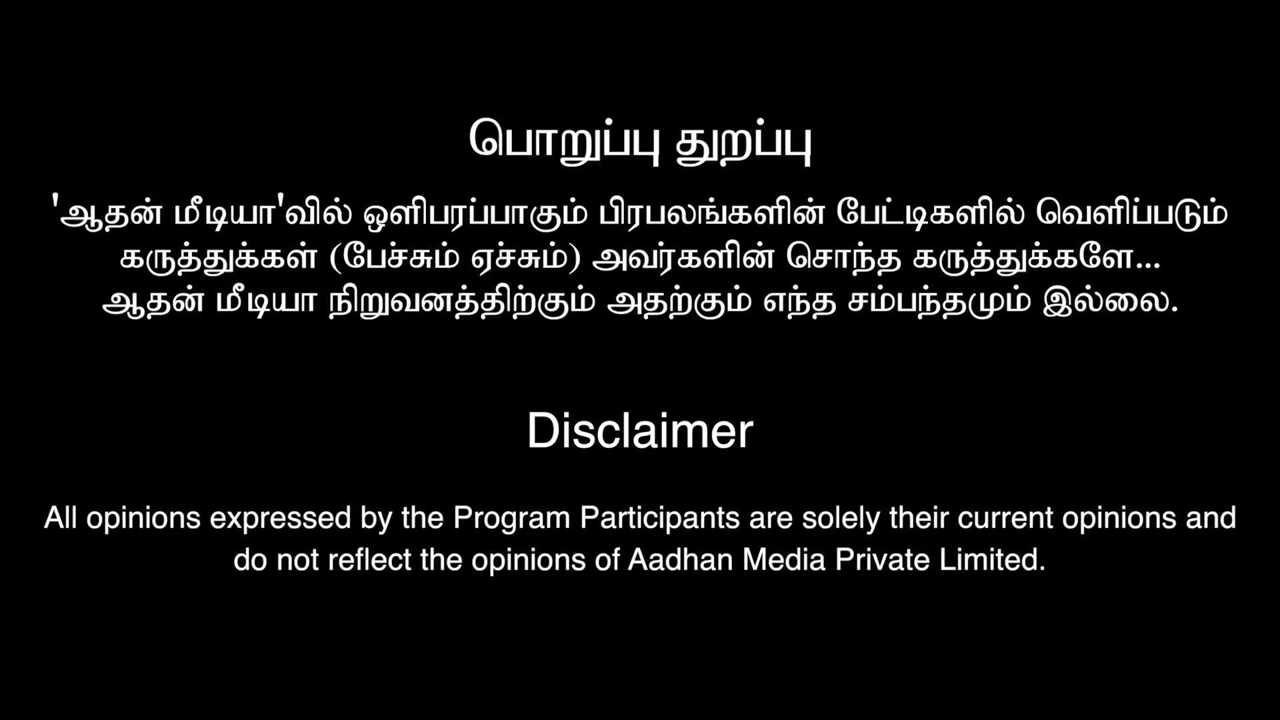 பொறுப்பு துறப்பு
'ஆதன் மீடியா'வில் ஒளிபரப்பாகும் பிரபலங்களின் பேட்டிகளில் வெளிப்படும்
கருத்துக்கள் (பேச்சும் ஏச்சும்) அவர்களின் சொந்த கருத்துக்களே...
ஆதன் மீடியா நிறுவனத்திற்கும் அதற்கும் எந்த சம்பந்தமும் இல்லை.
Disclaimer
All opinions expressed by the Program Participants are solely their current opinions and
do not reflect the opinions of Aadhan Media Private Limited.